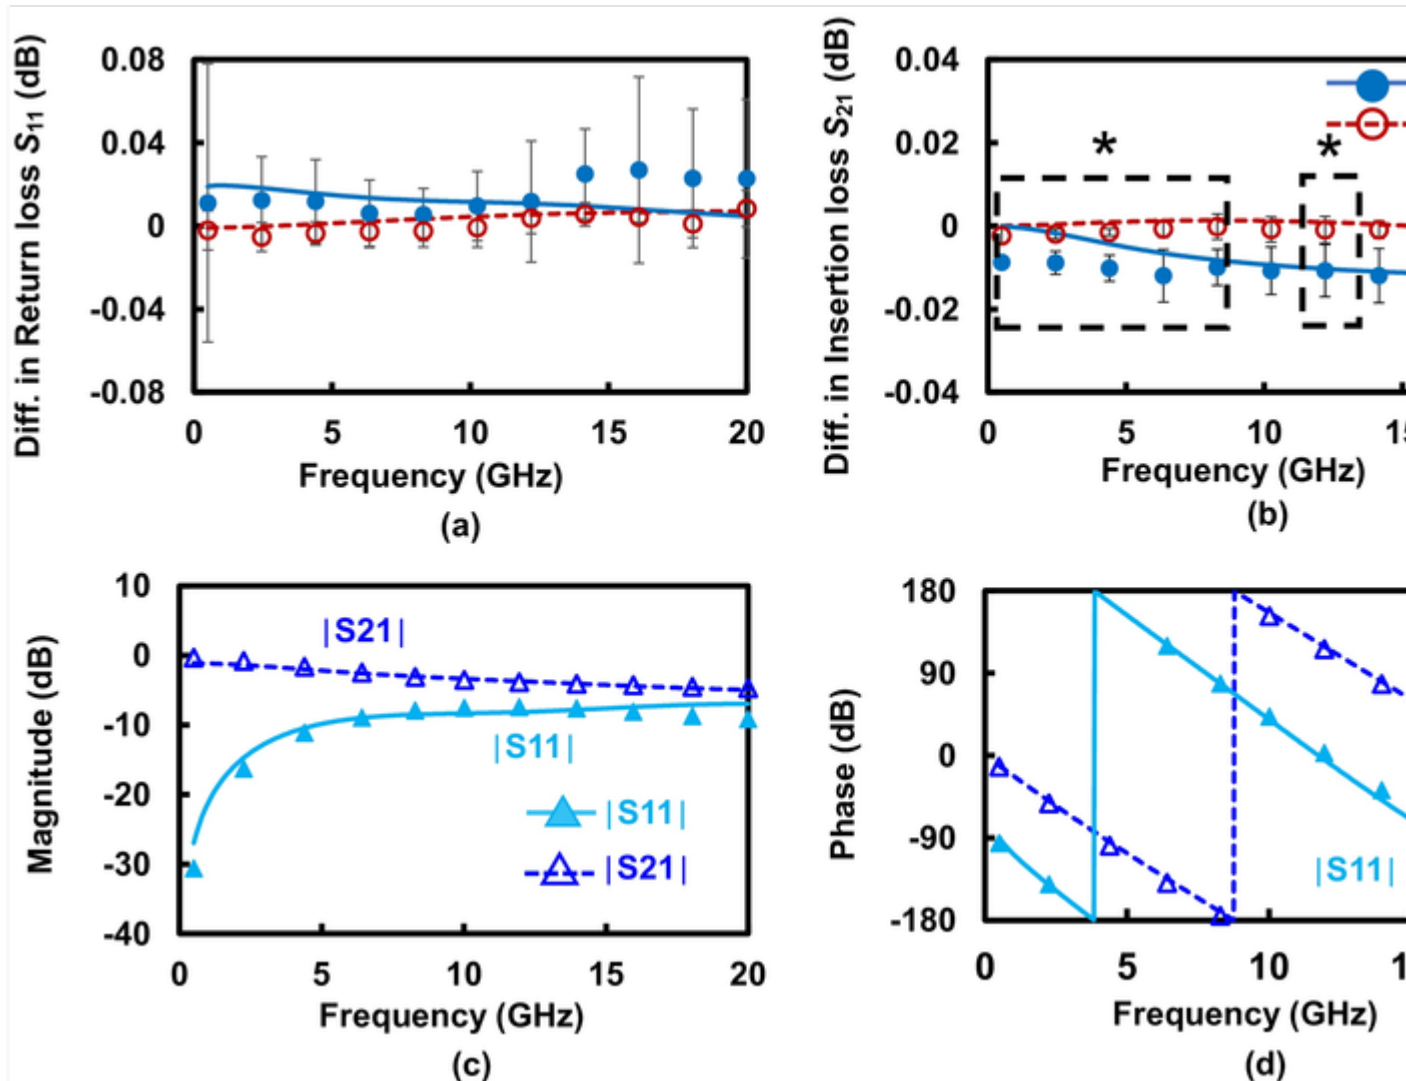 Diff. in Return loss S11 (dB)
0.08
0.04
0
-0.04
-0.08
0 5 10 15 20
Frequency (GHz)
(a)
Diff. in Insertion loss S21 (dB)
0.04
0.02
0
-0.02
-0.04
* *
0 5 10 15
Frequency (GHz)
(b)
Magnitude (dB)
10
0
-10
-20
-30
-40
|S21|
|S11|
|S11|
|S21|
0 5 10 15 20
Frequency (GHz)
(c)
Phase (dB)
180
90
0
-90
-180
|S11|
0 5 10
Frequency (GHz)
(d)